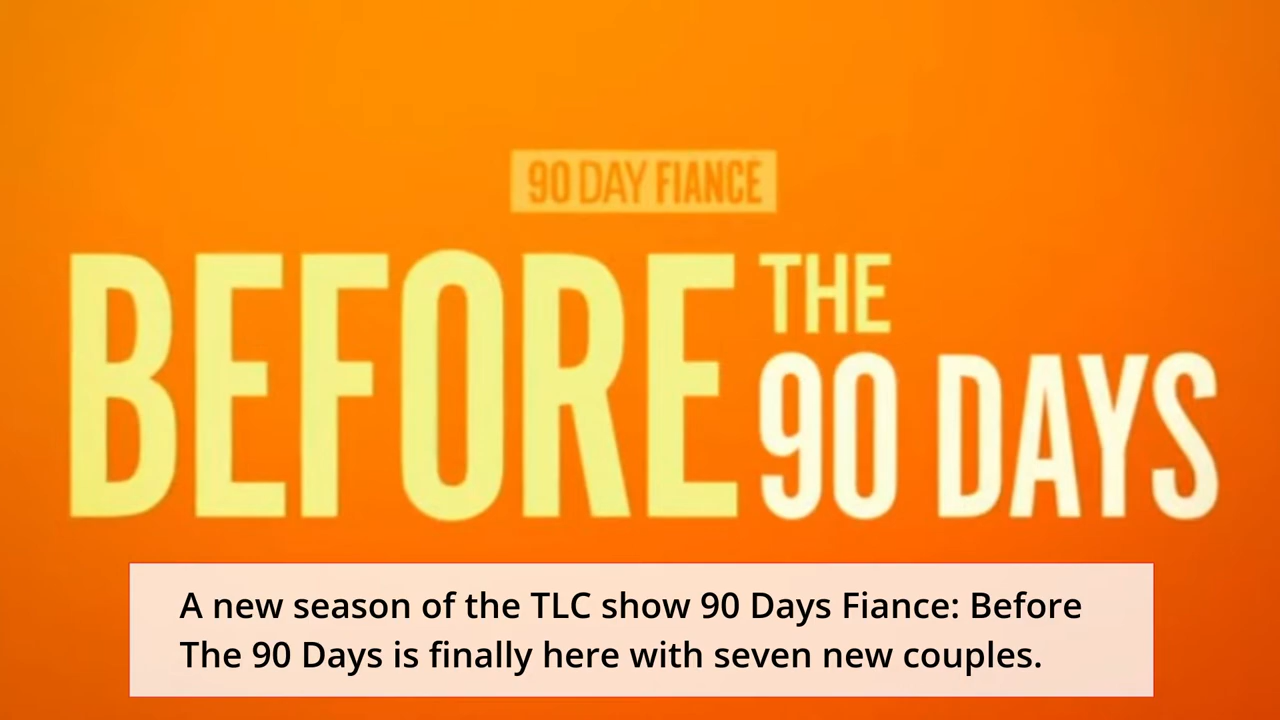 90 DAY FIANCE
BEFORE THE
90 DAYS
A new season of the TLC show 90 Days Fiance: Before
The 90 Days is finally here with seven new couples.